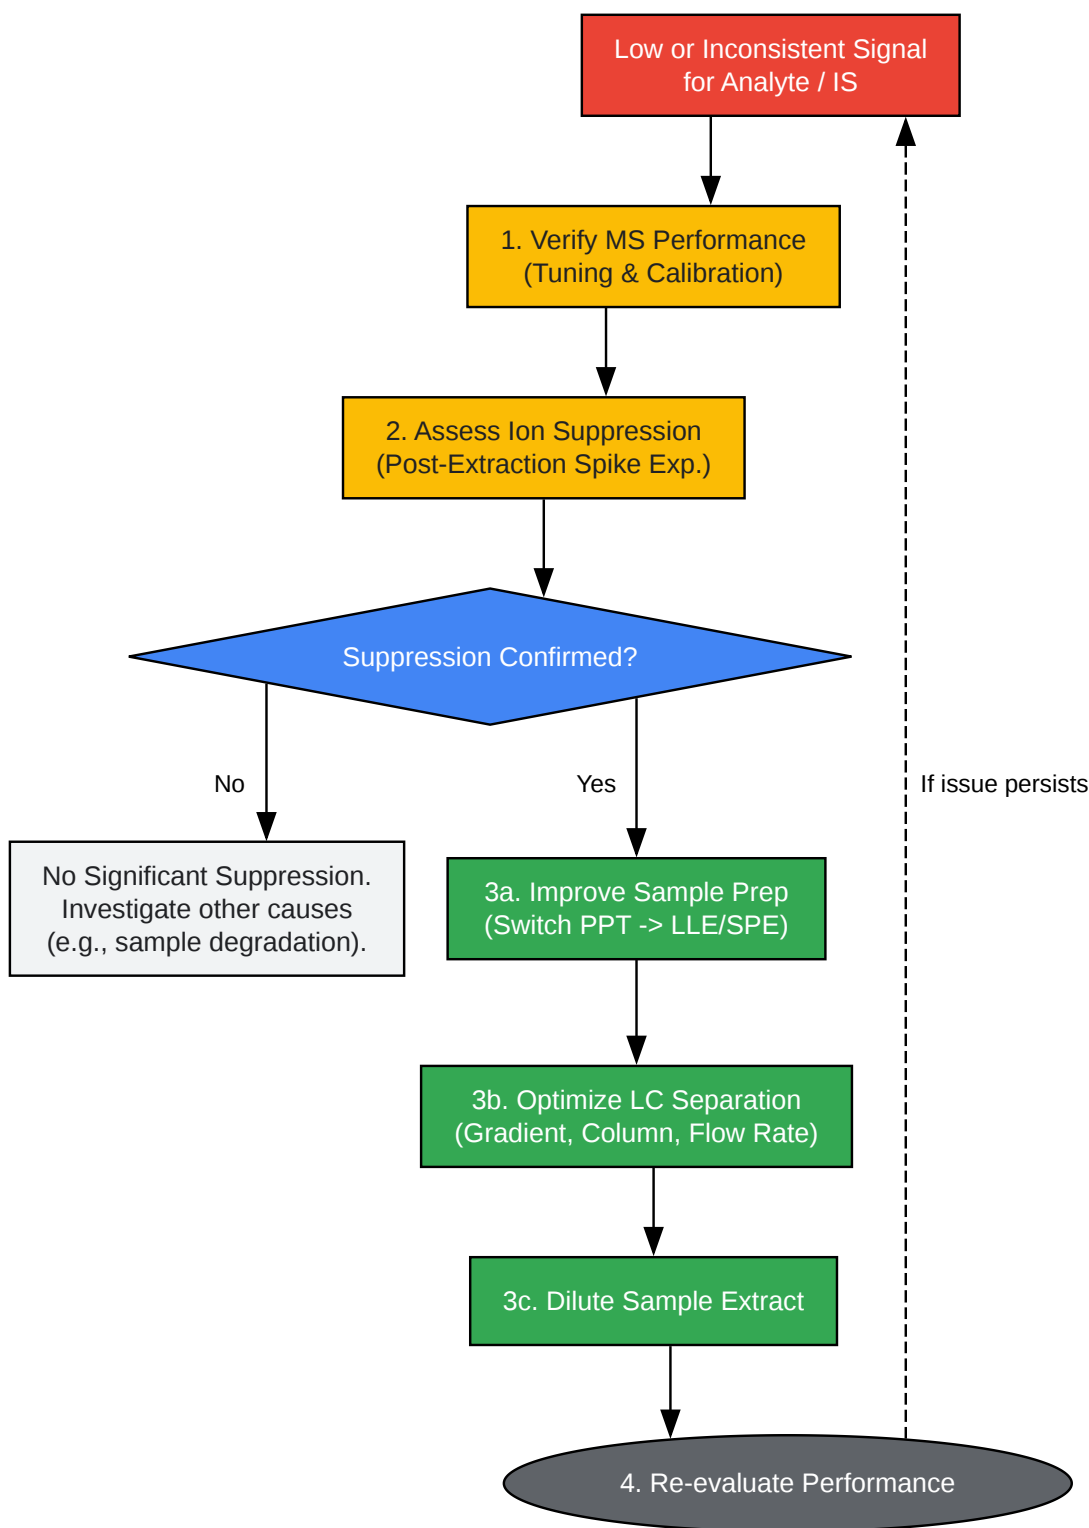 Low or Inconsistent Signal
for Analyte / IS
1. Verify MS Performance
(Tuning & Calibration)
2. Assess Ion Suppression
(Post-Extraction Spike Exp.)
Suppression Confirmed?
No
Yes
If issue persists
No Significant Suppression.
Investigate other causes
(e.g., sample degradation).
3a. Improve Sample Prep
(Switch PPT -> LLE/SPE)
3b. Optimize LC Separation
(Gradient, Column, Flow Rate)
3c. Dilute Sample Extract
4. Re-evaluate Performance